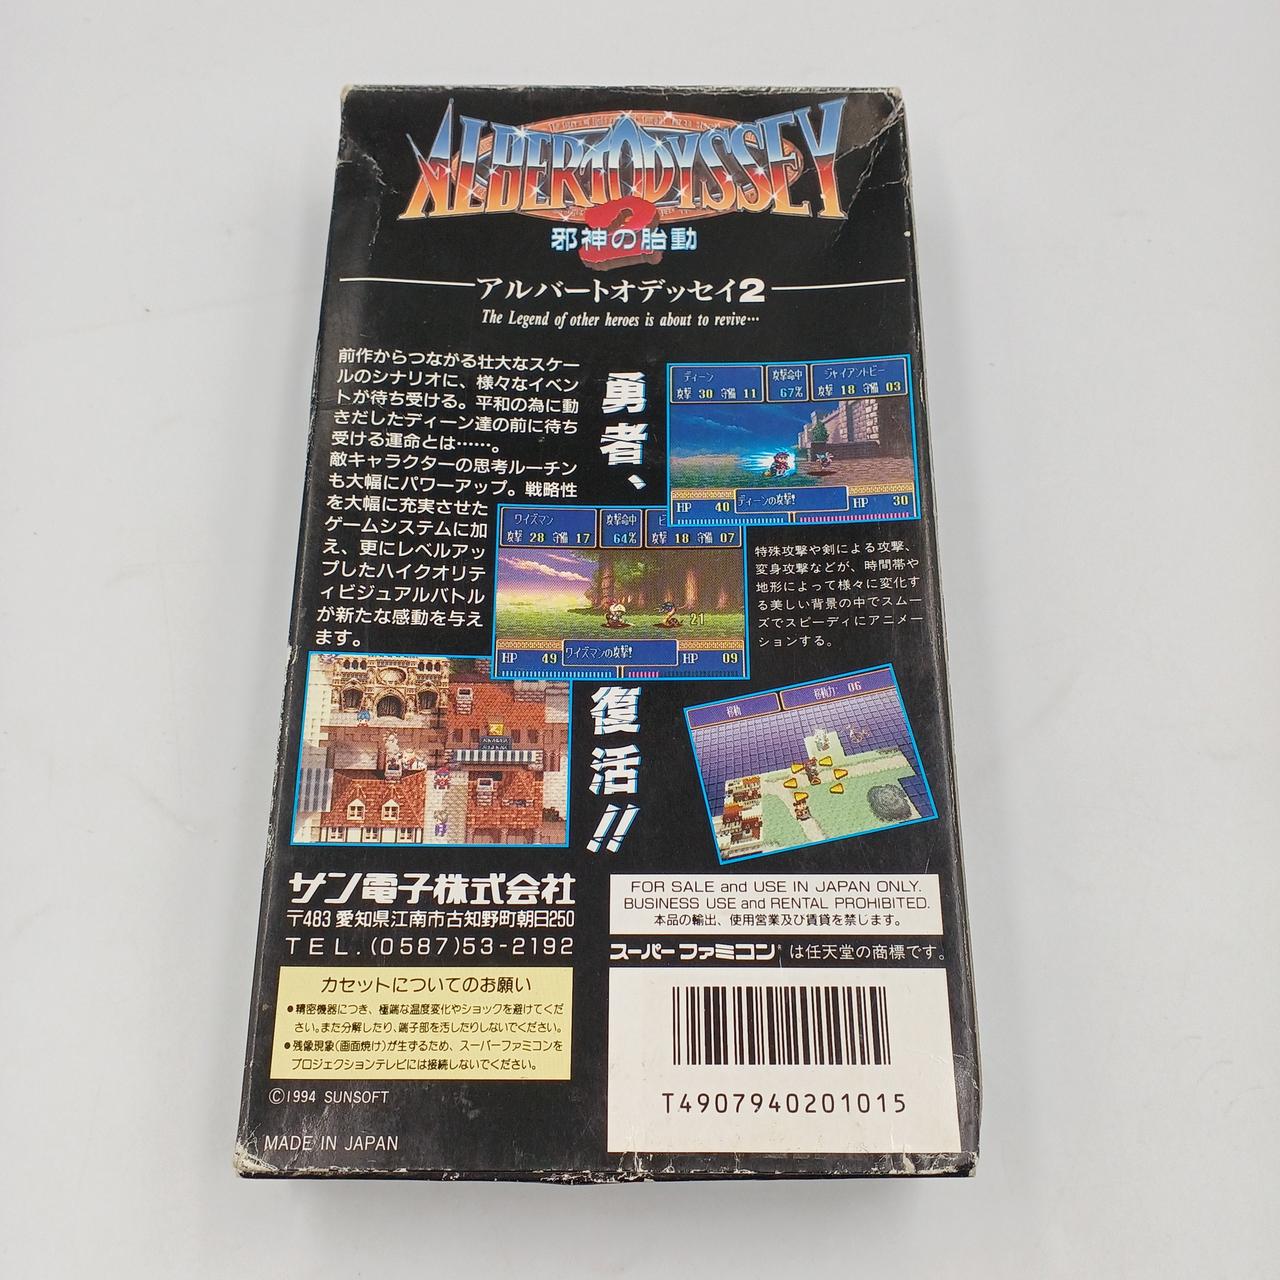 ALBERT ODYSSEY
2
邪神の胎動
アルバートオデッセイ2
The Legend of other heroes is about to revive…
前作からつながる壮大なスケー
ルのシナリオに、様々なイベン
トが待ち受ける。平和の為に動
きだしたディーン達の前に待ち
受ける運命とは……。
敵キャラクターの思考ルーチン
も大幅にパワーアップ。戦略性
を大幅に充実させた
ゲームシステムに加
え、更にレベルアッ
プしたハイクオリテ
ィビジュアルバトル
が新たな感動を与え
ます。
勇者、
復活!!
ディーン
攻撃 30 守備 11
攻撃命中
67%
ジャイアントビー
攻撃 18 守備 03
HP 40
ディーンの攻撃!
HP 30
ワイズマン
攻撃 28 守備 17
攻撃命中
64%
ビ
攻撃 18 守備 07
21
HP 49
ワイズマンの攻撃!
HP 09
特殊攻撃や剣による攻撃、
変身攻撃などが、時間帯や
地形によって様々に変化す
る美しい背景の中でスムー
ズでスピーディにアニメー
ションする。
移動
移動力: 06
サン電子株式会社
〒483 愛知県江南市古知野町朝日250
TEL.(0587)53-2192
カセットについてのお願い
●精密機器につき、極端な温度変化やショックを避けてくだ
さい。また分解したり、端子部を汚したりしないでください。
●残像現象(画面焼け)が生ずるため、スーパーファミコンを
プロジェクションテレビには接続しないでください。
©1994 SUNSOFT
MADE IN JAPAN
FOR SALE and USE IN JAPAN ONLY.
BUSINESS USE and RENTAL PROHIBITED.
本品の輸出、使用営業及び賃貸を禁じます。
スーパーファミコン®は任天堂の商標です。
T4907940201015